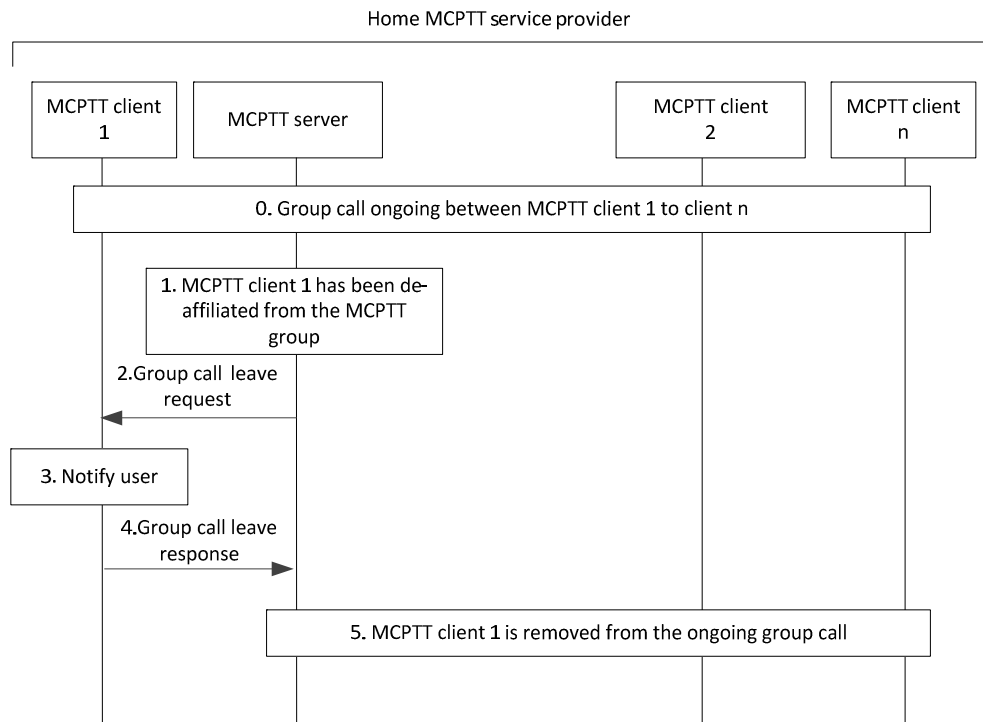 Home MCPTT service provider
MCPTT client
1
MCPTT server
MCPTT client
2
MCPTT client
n
0. Group call ongoing between MCPTT client 1 to client n
1. MCPTT client 1 has been de-
affiliated from the MCPTT
group
2.Group call leave
request
3. Notify user
4.Group call leave
response
5. MCPTT client 1 is removed from the ongoing group call